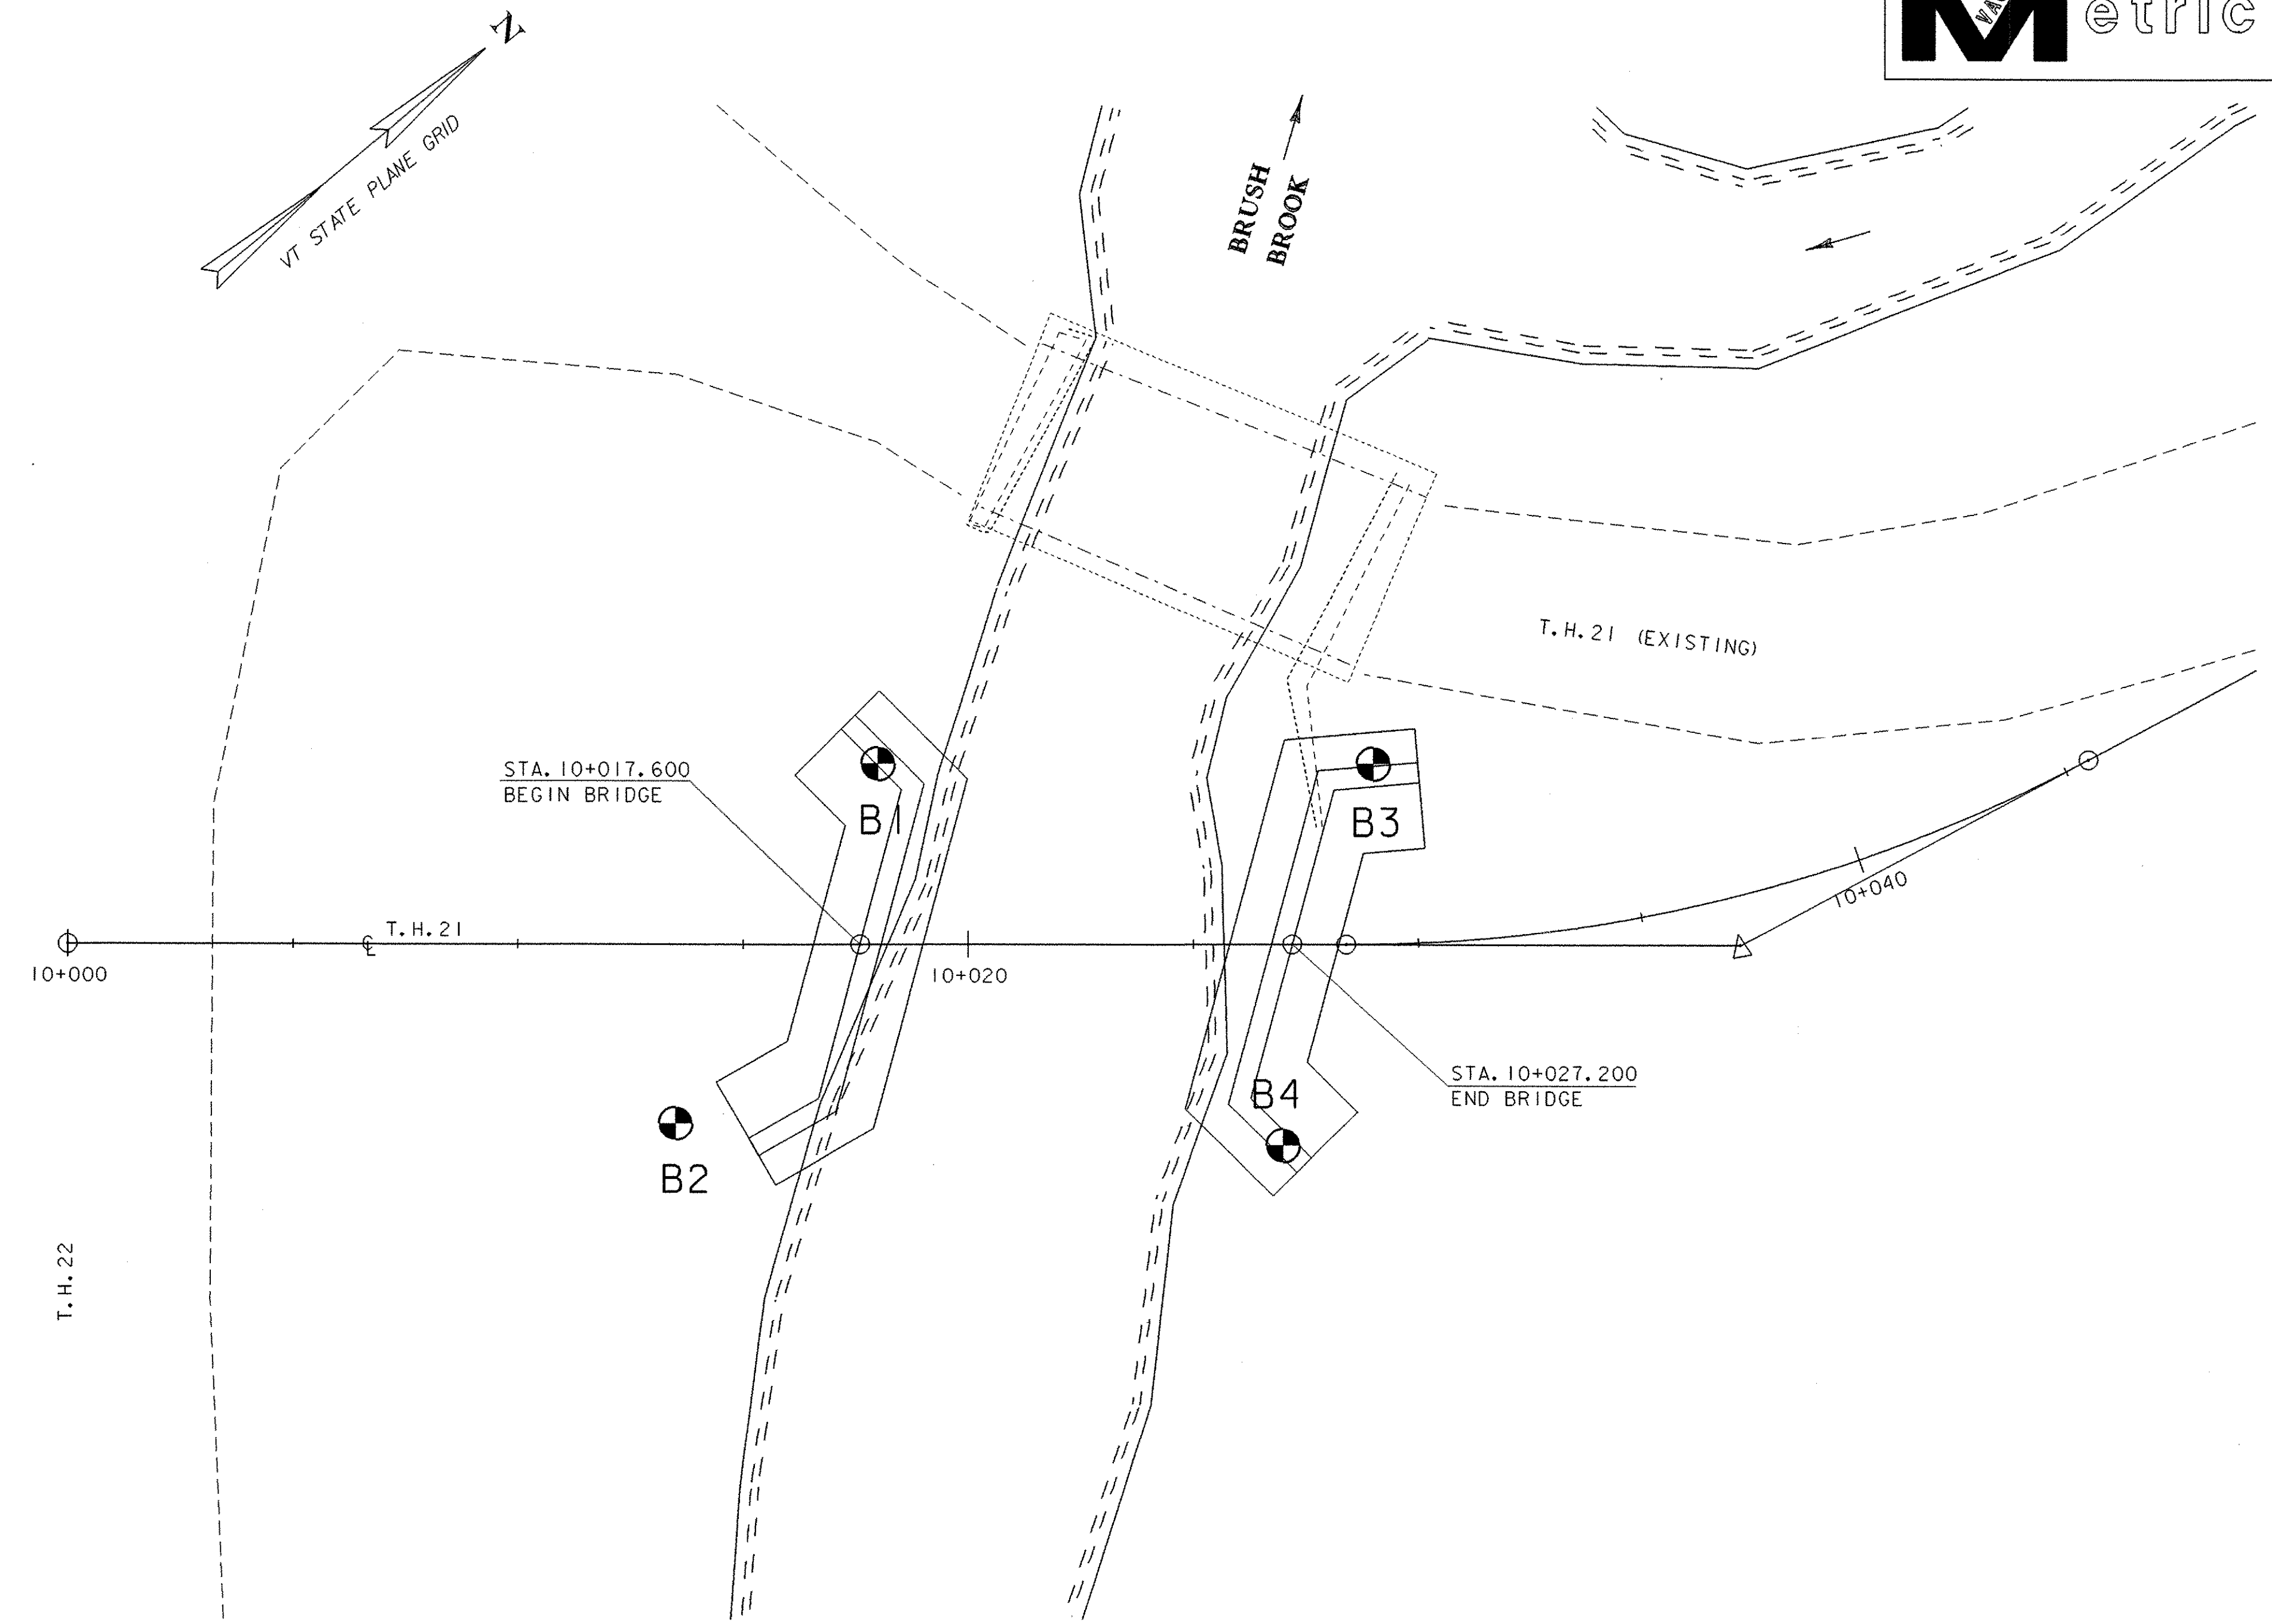 N
VT STATE PLANE GRID
etric
BRUSH
BROOK
T.H.21 (EXISTING)
STA. 10+017.600
BEGIN BRIDGE
B1
B3
10+040
℄
T.H.21
10+000
10+020
STA. 10+027.200
END BRIDGE
B4
B2
T.H.22